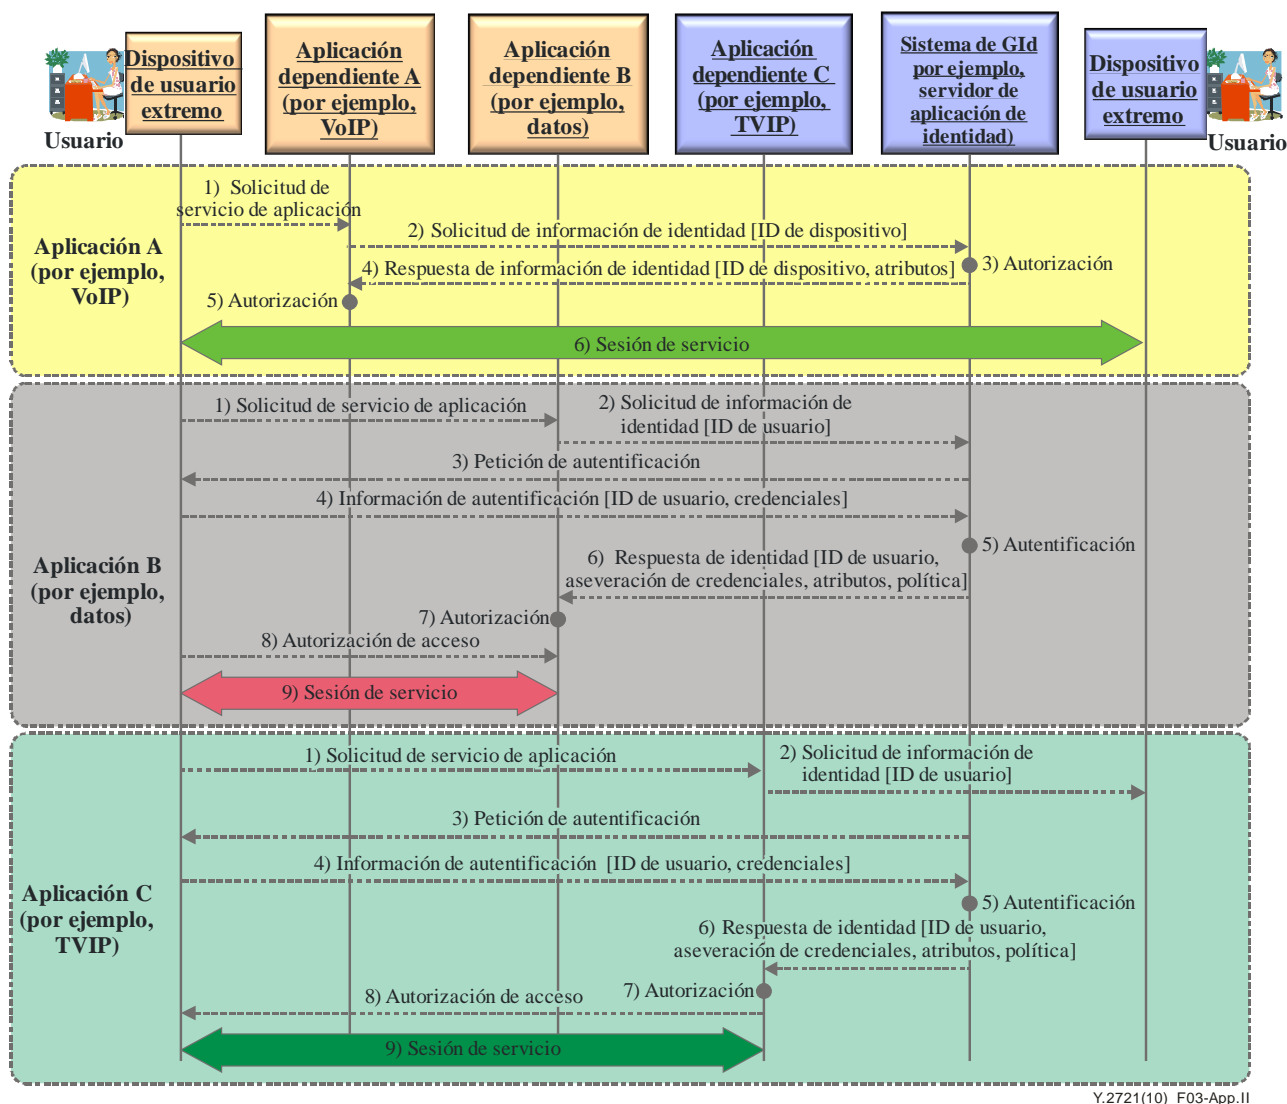 Usuario
Dispositivo
de usuario
extremo
Aplicación
dependiente A
(por ejemplo,
VoIP)
Aplicación
dependiente B
(por ejemplo,
datos)
Aplicación
dependiente C
(por ejemplo,
TVIP)
Sistema de GId
por ejemplo,
servidor de
aplicación de
identidad)
Dispositivo
de usuario
extremo
Usuario
Aplicación A
(por ejemplo,
VoIP)
1) Solicitud de
servicio de aplicación
2) Solicitud de información de identidad [ID de dispositivo]
3) Autorización
4) Respuesta de información de identidad [ID de dispositivo, atributos]
5) Autorización
6) Sesión de servicio
Aplicación B
(por ejemplo,
datos)
1) Solicitud de servicio de aplicación
2) Solicitud de información de
identidad [ID de usuario]
3) Petición de autentificación
4) Información de autentificación [ID de usuario, credenciales]
5) Autentificación
6) Respuesta de identidad [ID de usuario,
aseveración de credenciales, atributos, política]
7) Autorización
8) Autorización de acceso
9) Sesión de servicio
Aplicación C
(por ejemplo,
TVIP)
1) Solicitud de servicio de aplicación
2) Solicitud de información de
identidad [ID de usuario]
3) Petición de autentificación
4) Información de autentificación [ID de usuario, credenciales]
5) Autentificación
6) Respuesta de identidad [ID de usuario,
aseveración de credenciales, atributos, política]
7) Autorización
8) Autorización de acceso
9) Sesión de servicio
Y.2721(10)_F03-App.II